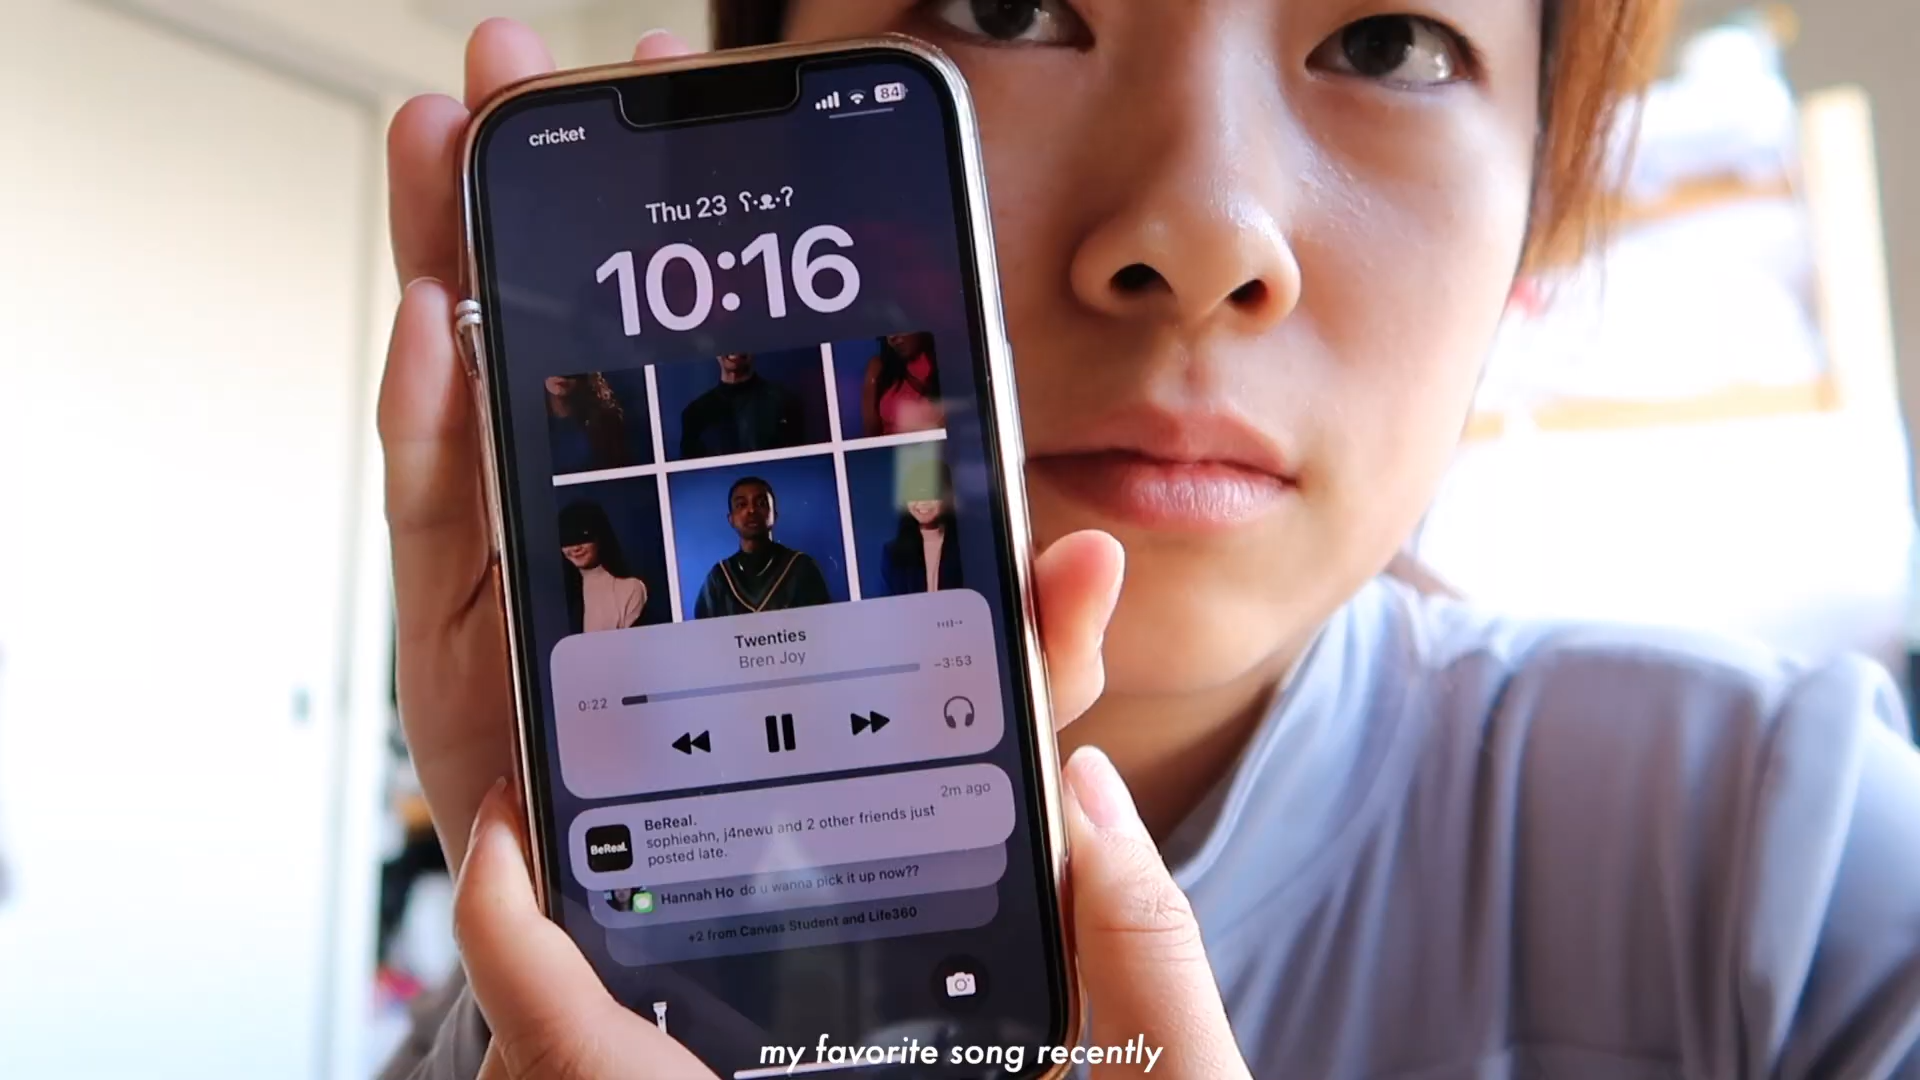 cricket
84
Thu 23 ʕ·ᴥ·ʔ
10:16
Twenties
Bren Joy
0:22
-3:53
BeReal.
2m ago
BeReal.
sophieahn, j4newu and 2 other friends just
posted late.
Hannah Ho do u wanna pick it up now??
+2 from Canvas Student and Life360
my favorite song recently